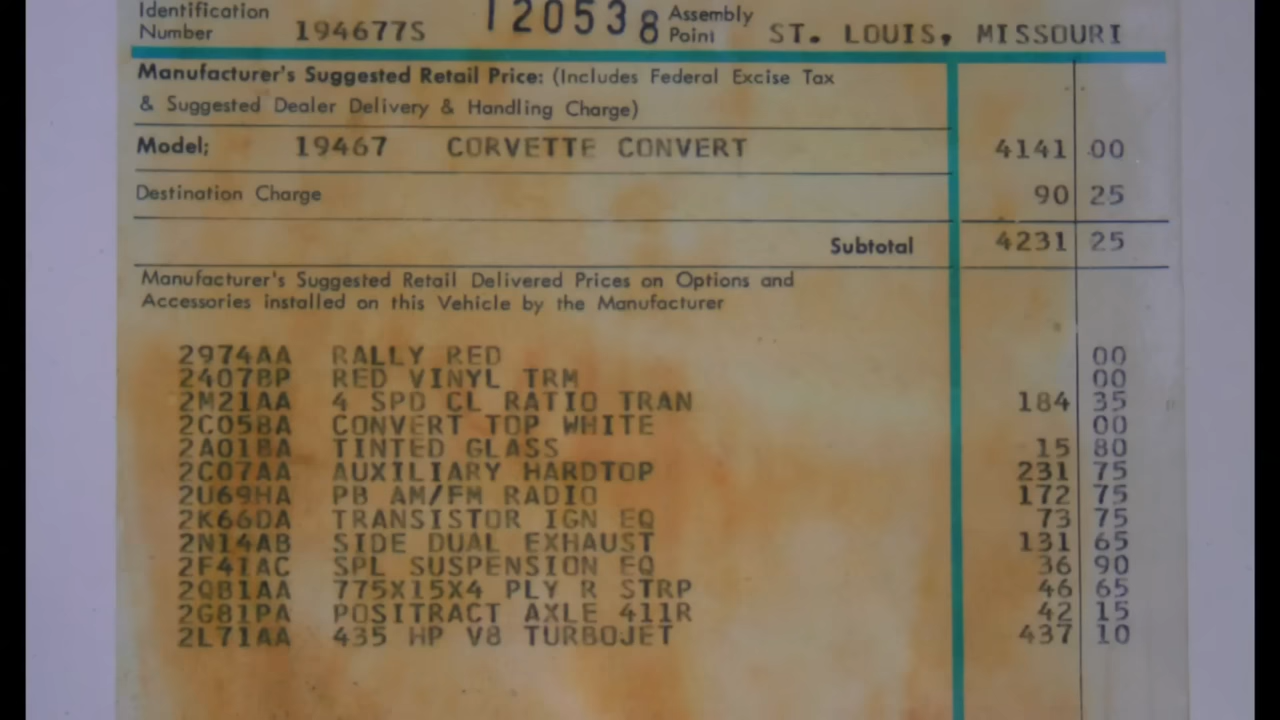 Identification
Number 194677S 120538 Assembly Point ST. LOUIS, MISSOURI
Manufacturer's Suggested Retail Price: (Includes Federal Excise Tax
& Suggested Dealer Delivery & Handling Charge)
Model; 19467 CORVETTE CONVERT 4141 00
Destination Charge 90 25
Subtotal 4231 25
Manufacturer's Suggested Retail Delivered Prices on Options and
Accessories installed on this Vehicle by the Manufacturer
2974AA RALLY RED 00
2407BP RED VINYL TRM 00
2M21AA 4 SPD CL RATIO TRAN 184 35
2C05BA CONVERT TOP WHITE 00
2A01BA TINTED GLASS 15 80
2C07AA AUXILIARY HARDTOP 231 75
2U69HA PB AM/FM RADIO 172 75
2K66DA TRANSISTOR IGN EQ 73 75
2N14AB SIDE DUAL EXHAUST 131 65
2F41AC SPL SUSPENSION EQ 36 90
2QB1AA 775X15X4 PLY R STRP 46 65
2G81PA POSITRACT AXLE 411R 42 15
2L71AA 435 HP V8 TURBOJET 437 10